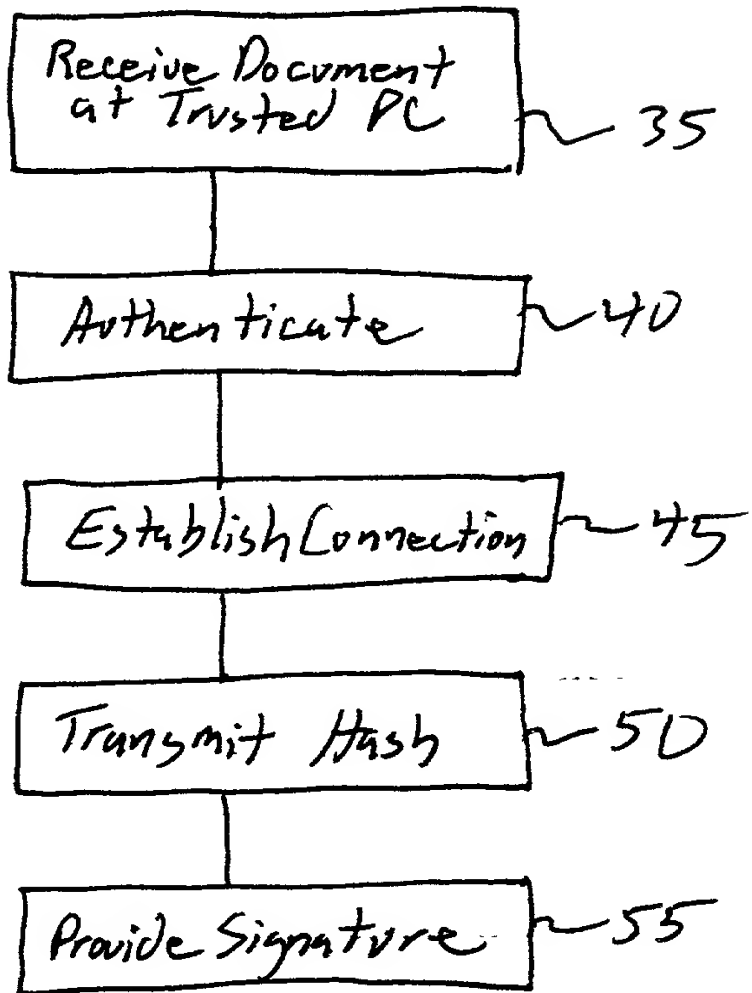 Receive Document
at Trusted PC
35
Authenticate
40
Establish Connection
45
Transmit Hash
50
Provide Signature
55